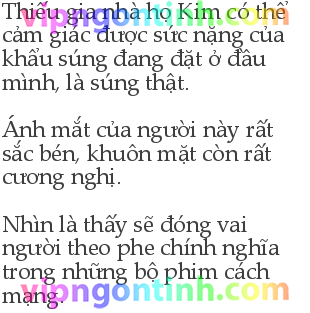 Thiếu gia nhà họ Kim có thể
cảm giác được sức nặng của
khẩu súng đang đặt ở đầu
mình, là súng thật.
Ánh mắt của người này rất
sắc bén, khuôn mặt còn rất
cương nghị.
Nhìn là thấy sẽ đóng vai
người theo phe chính nghĩa
trong những bộ phim cách
mạng.
vipngontinh.com
vipngontinh.com